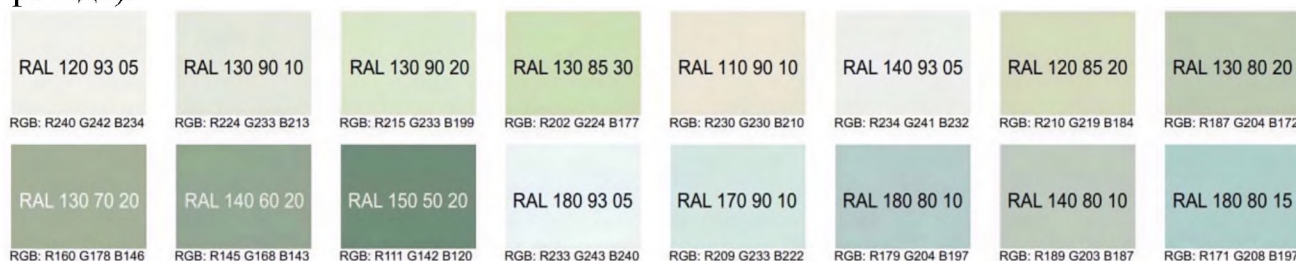 RAL 120 93 05 RAL 130 90 10 RAL 130 90 20 RAL 130 85 30 RAL 110 90 10 RAL 140 93 05 RAL 120 85 20 RAL 130 80 20
RGB: R240 G242 B234 RGB: R224 G233 B213 RGB: R215 G233 B199 RGB: R202 G224 B177 RGB: R230 G230 B210 RGB: R234 G241 B232 RGB: R210 G219 B184 RGB: R187 G204 B172
RAL 130 70 20 RAL 140 60 20 RAL 150 50 20 RAL 180 93 05 RAL 170 90 10 RAL 180 80 10 RAL 140 80 10 RAL 180 80 15
RGB: R160 G178 B146 RGB: R145 G168 B143 RGB: R111 G142 B120 RGB: R233 G243 B240 RGB: R209 G233 B222 RGB: R179 G204 B197 RGB: R189 G203 B187 RGB: R171 G208 B197